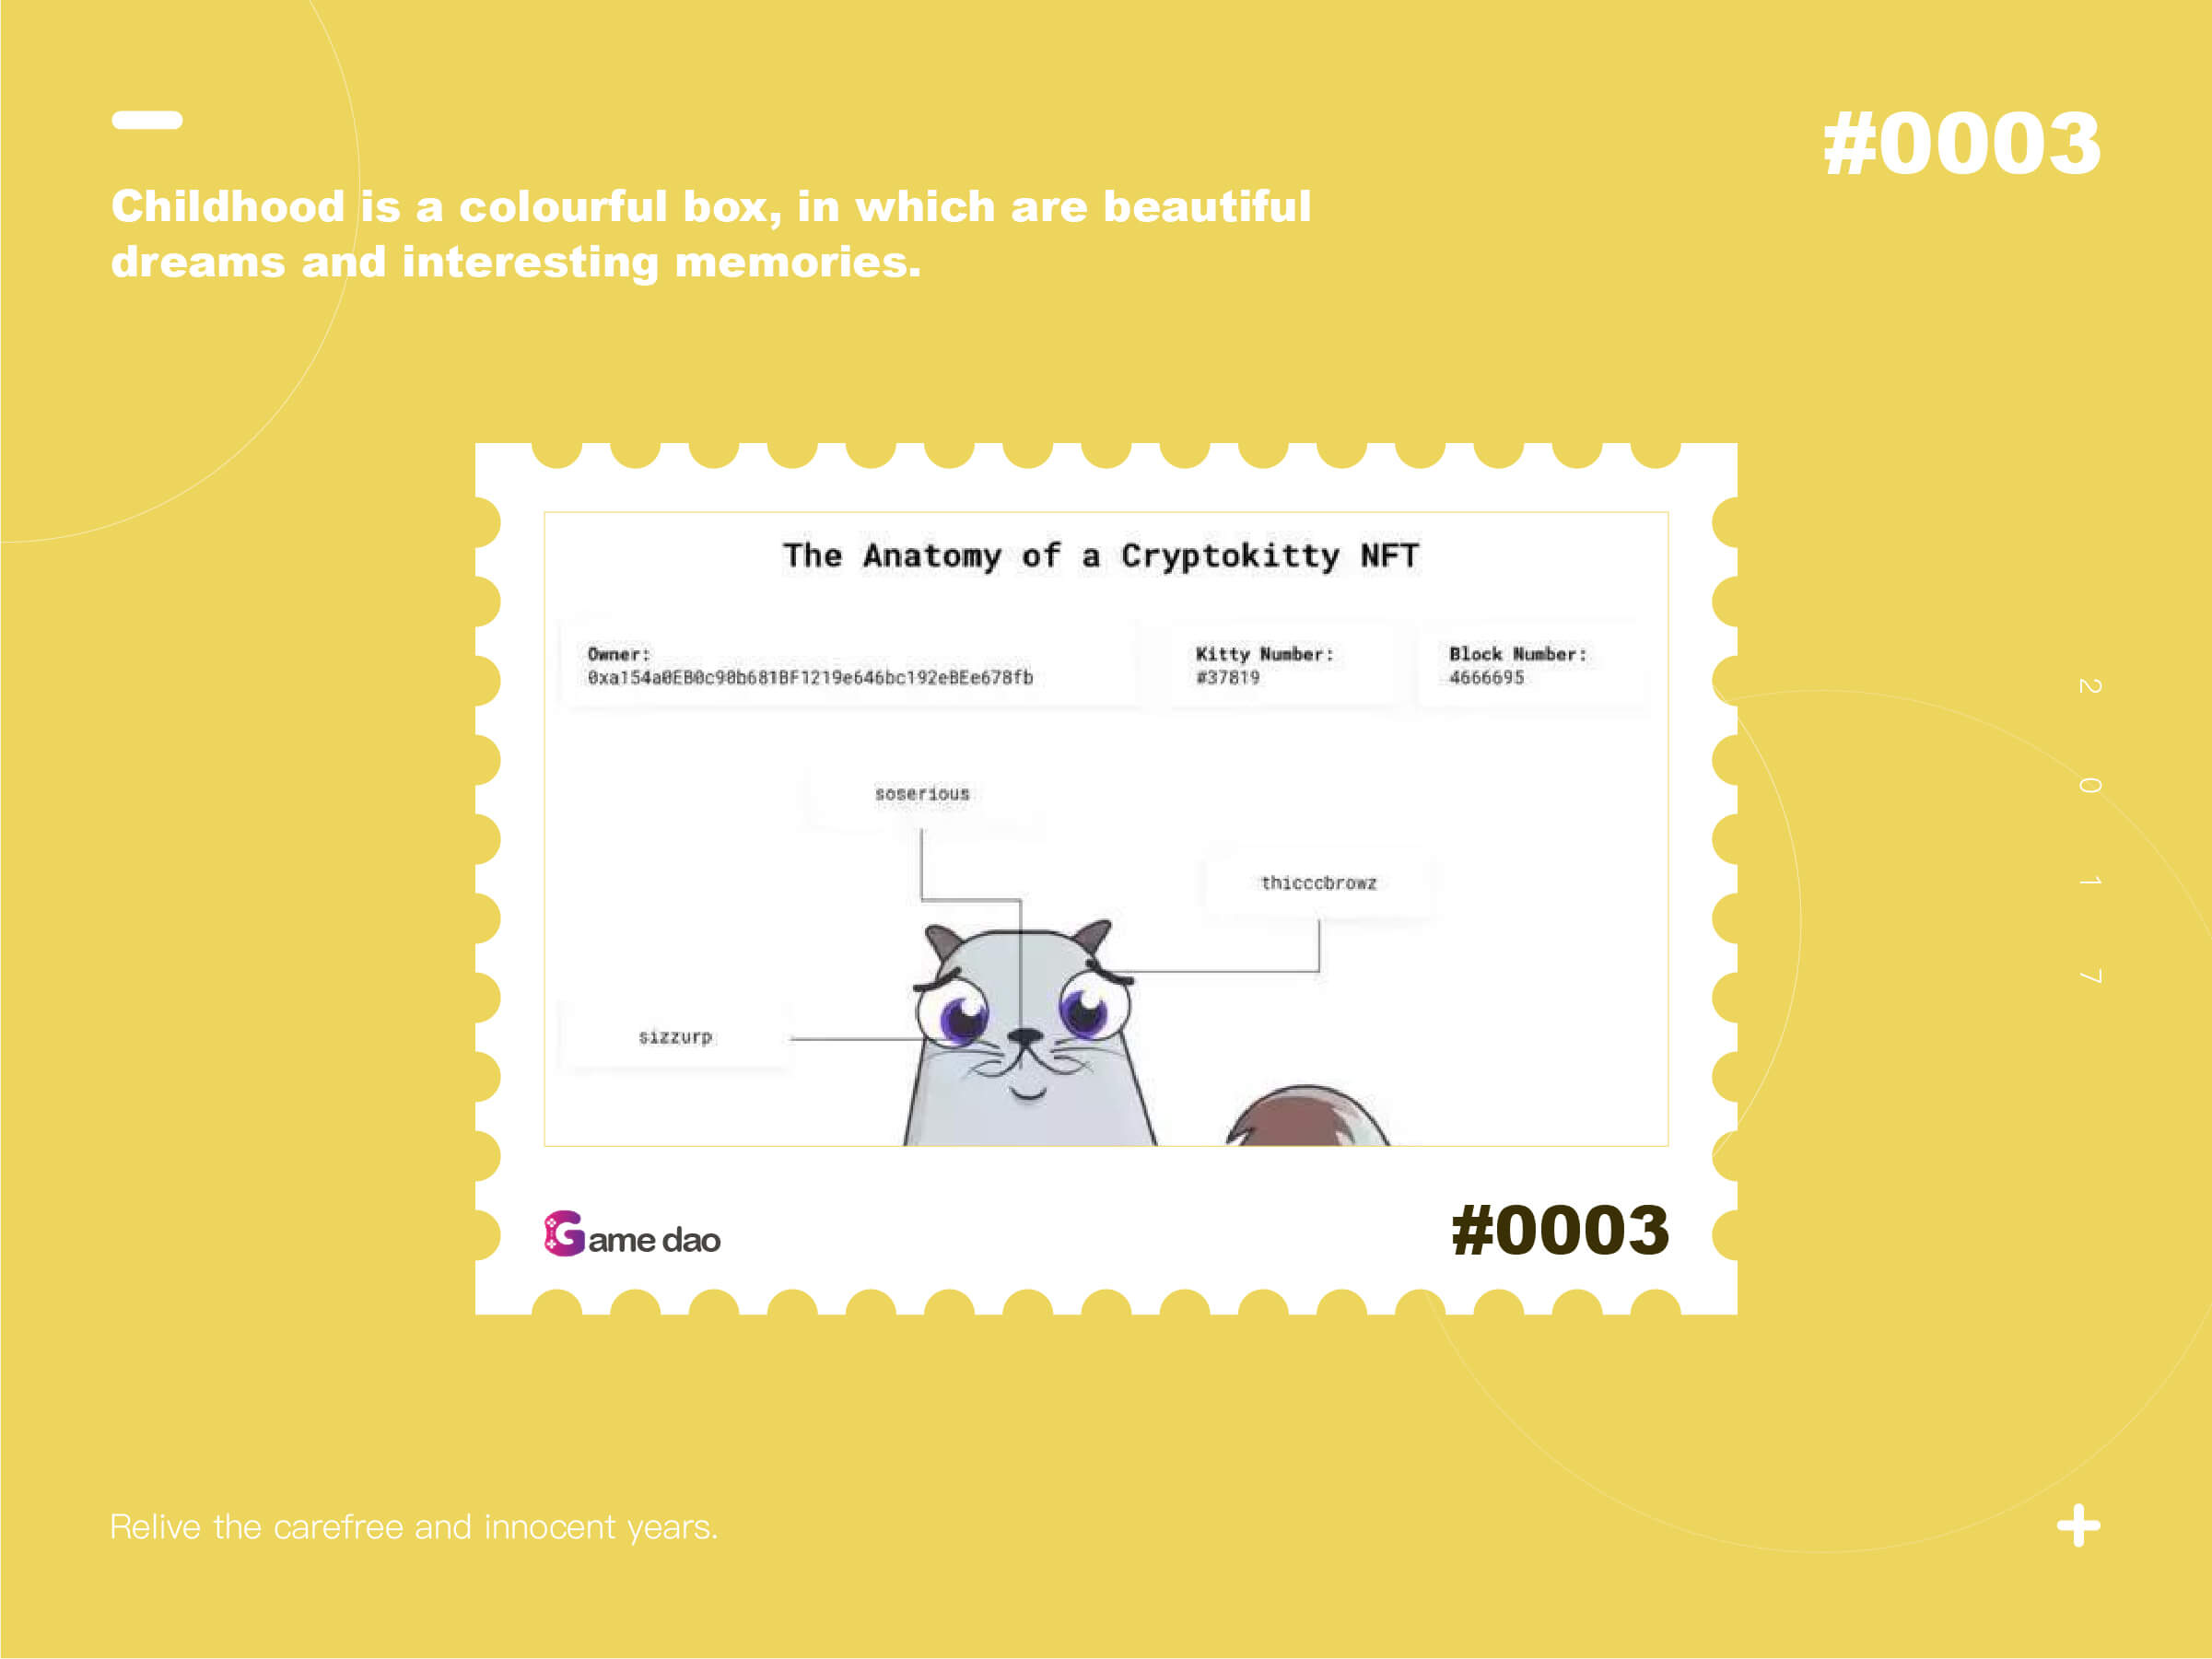 #0003
Childhood is a colourful box, in which are beautiful
dreams and interesting memories.
The Anatomy of a Cryptokitty NFT
Owner:
0xa154a0EB0c90b681BF1219e646bc192eBEe678fb
Kitty Number:
#37819
Block Number:
4666695
soserious
thicccbrowz
sizzurp
2017
Game dao
#0003
Relive the carefree and innocent years.